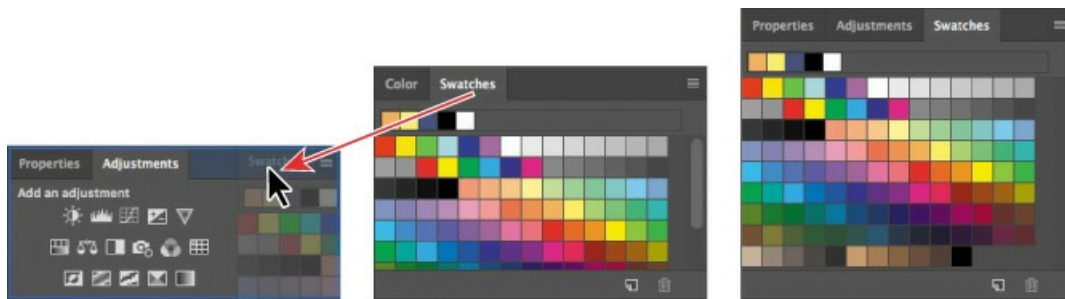 Properties Adjustments Swatches
Color Swatches
Properties Adjustments
Add an adjustment